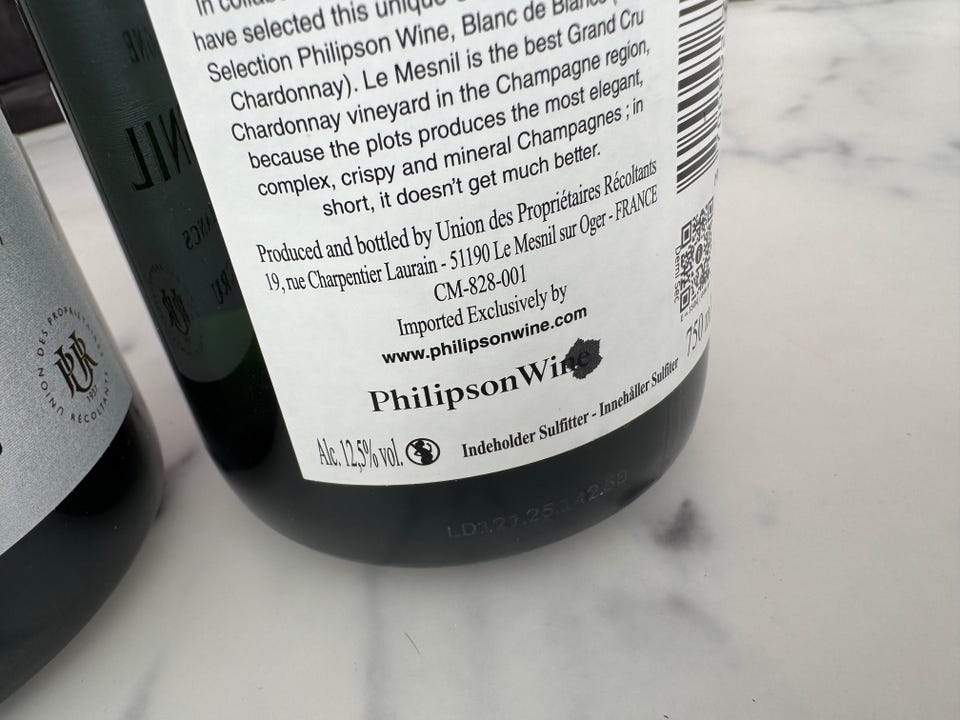 have selected this unique
Selection Philipson Wine, Blanc de Blancs
Chardonnay). Le Mesnil is the best Grand Cru
Chardonnay vineyard in the Champagne region,
because the plots produces the most elegant,
complex, crispy and mineral Champagnes ; in
short, it doesn't get much better.
Produced and bottled by Union des Propriétaires Récoltants
19, rue Charpentier Laurain - 51190 Le Mesnil sur Oger - FRANCE
CM-828-001
Imported Exclusively by
www.philipsonwine.com
PhilipsonWine
Alc. 12,5% vol.
Indeholder Sulfitter - Innehåller Sulfiter
750
UNION DES PROPRIÉTAIRES RÉCOLTANTS
UPR
1937